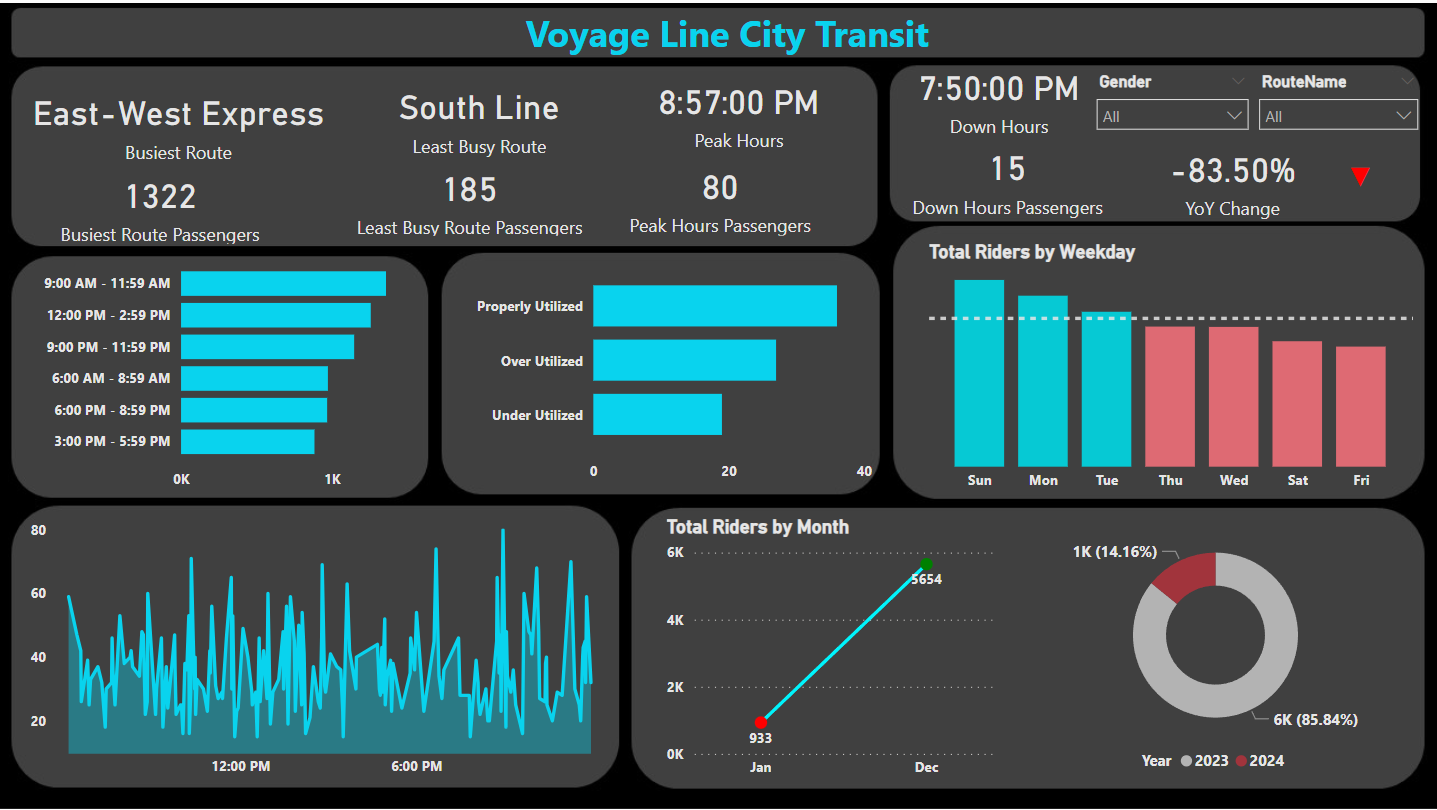 Voyage Line City Transit
East-West Express
Busiest Route
1322
Busiest Route Passengers
South Line
Least Busy Route
185
Least Busy Route Passengers
8:57:00 PM
Peak Hours
80
Peak Hours Passengers
7:50:00 PM
Down Hours
15
Down Hours Passengers
Gender
All
RouteName
All
-83.50%
YoY Change
9:00 AM - 11:59 AM
12:00 PM - 2:59 PM
9:00 PM - 11:59 PM
6:00 AM - 8:59 AM
6:00 PM - 8:59 PM
3:00 PM - 5:59 PM
0K 1K
Properly Utilized
Over Utilized
Under Utilized
0 20 40
Total Riders by Weekday
Sun Mon Tue Thu Wed Sat Fri
80
60
40
20
12:00 PM 6:00 PM
Total Riders by Month
6K
4K
2K
0K
5654
933
Jan Dec
1K (14.16%)
6K (85.84%)
Year 2023 2024